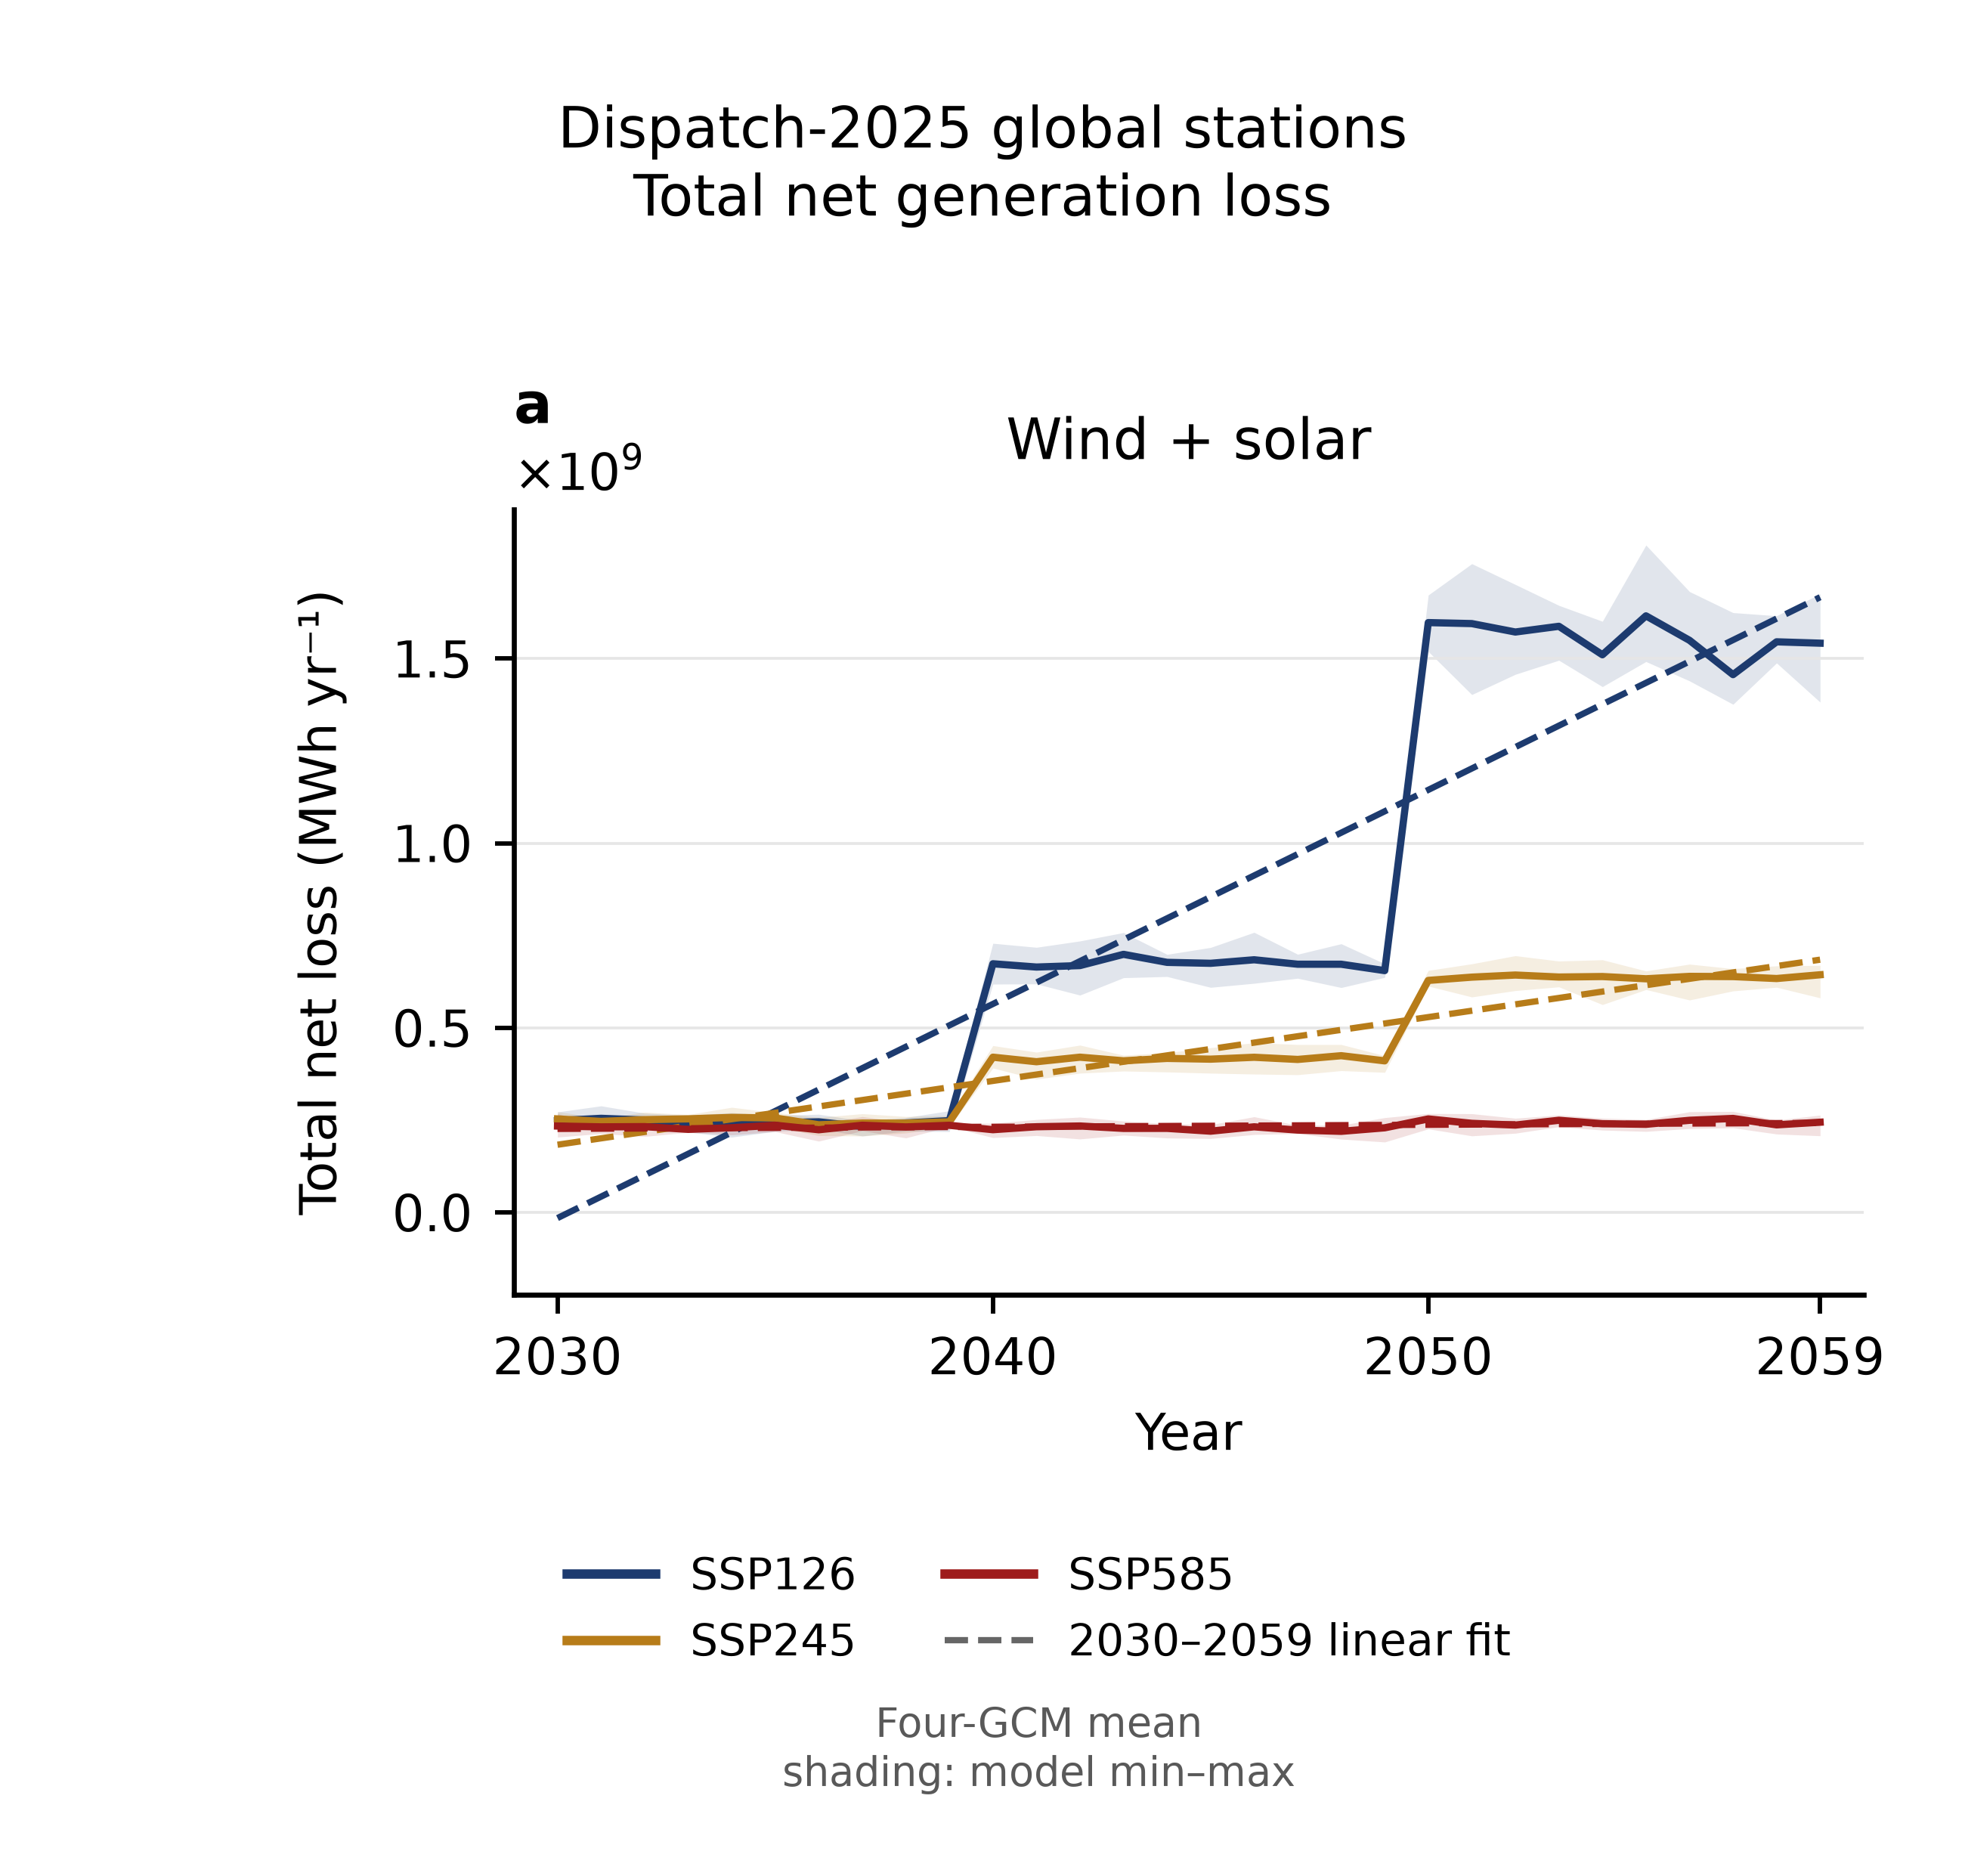 Dispatch-2025 global stations
Total net generation loss
a
×10⁹
Wind + solar
Total net loss (MWh yr⁻¹)
1.5
1.0
0.5
0.0
2030 2040 2050 2059
Year
SSP126 SSP585
SSP245 2030–2059 linear fit
Four-GCM mean
shading: model min–max